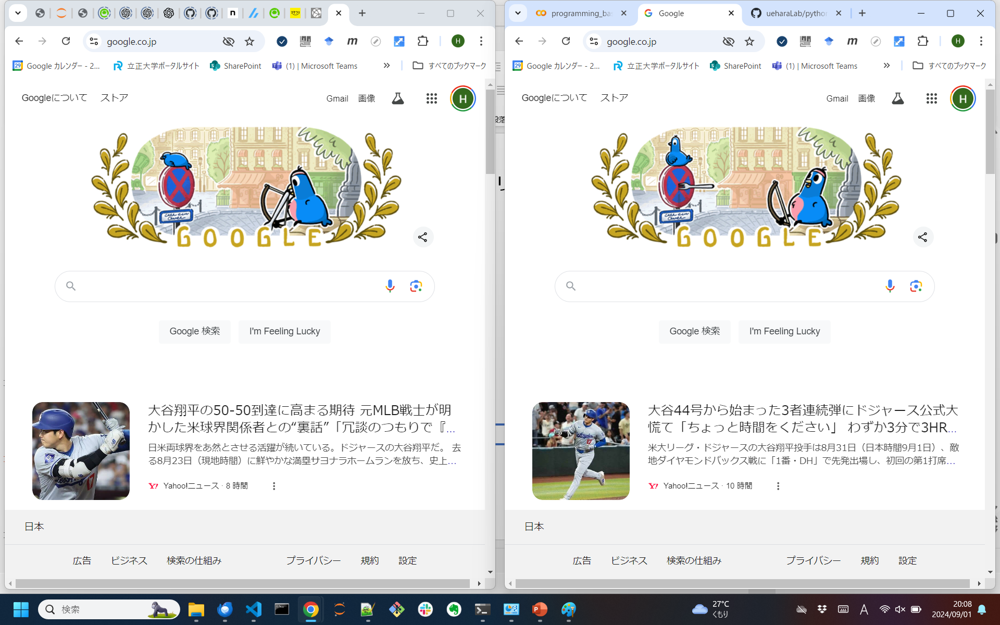 google.co.jp
Google カレンダー - 2...
立正大学ポータルサイト
SharePoint
(1) | Microsoft Teams
すべてのブックマーク
Googleについて
ストア
Gmail
画像
H
GOOGLE
Google 検索
I'm Feeling Lucky
大谷翔平の50-50到達に高まる期待 元MLB戦士が明
かした米球界関係者との“裏話”「冗談のつもりで『...
日米両球界をあ然とさせる活躍が続いている。ドジャースの大谷翔平だ。 去
る8月23日（現地時間）に鮮やかな満塁サヨナラホームランを放ち、史上...
Yahoo!ニュース · 8 時間
日本
広告
ビジネス
検索の仕組み
プライバシー
規約
設定
programming_ba
Google
ueharaLab/pytho
google.co.jp
Google カレンダー - 2...
立正大学ポータルサイト
SharePoint
(1) | Microsoft Teams
すべてのブックマーク
Googleについて
ストア
Gmail
画像
H
GOOGLE
Google 検索
I'm Feeling Lucky
大谷44号から始まった3者連続弾にドジャース公式大
慌て「ちょっと時間をください」 わずか3分で3HR...
米大リーグ・ドジャースの大谷翔平投手は8月31日（日本時間9月1日）、敵
地ダイヤモンドバックス戦に「1番・DH」で先発出場し、初回の第1打席...
Yahoo!ニュース · 10 時間
日本
広告
ビジネス
検索の仕組み
プライバシー
規約
設定
検索
27°C
くもり
A
20:08
2024/09/01